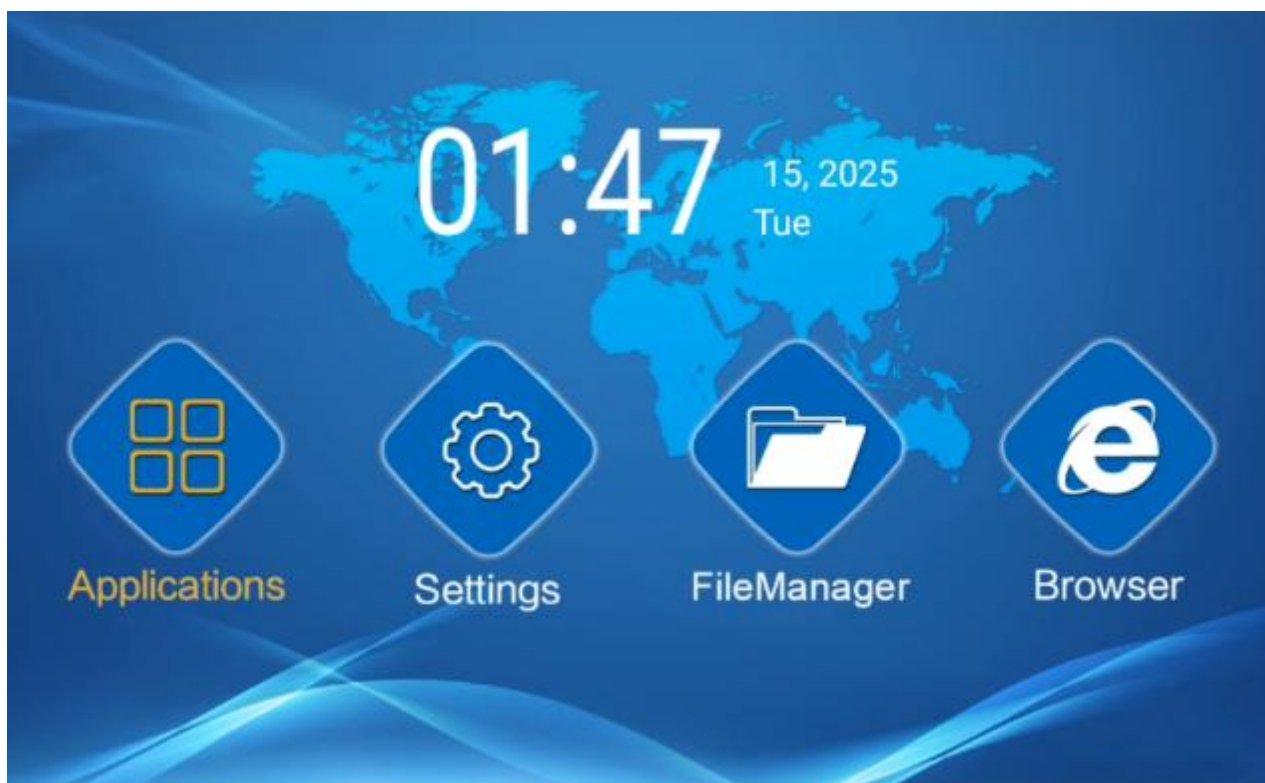 01:47
15, 2025
Tue
Applications
Settings
FileManager
Browser